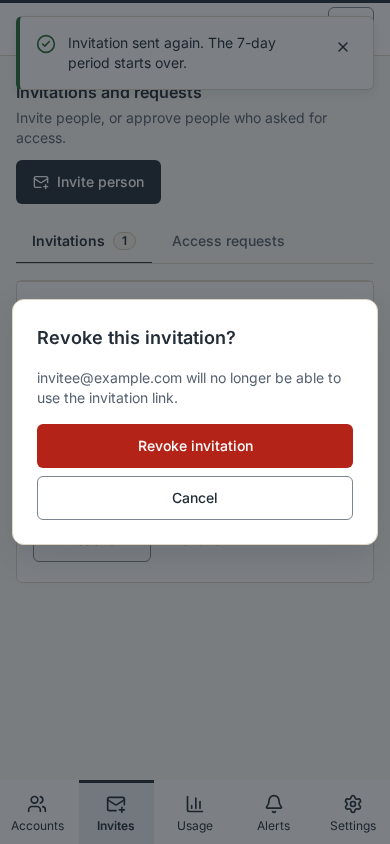 Invitation sent again. The 7-day
period starts over.
Invitations and requests
Invite people, or approve people who asked for
access.
Invite person
Invitations 1 Access requests
Revoke this invitation?
invitee@example.com will no longer be able to
use the invitation link.
Revoke invitation
Cancel
Accounts Invites Usage Alerts Settings